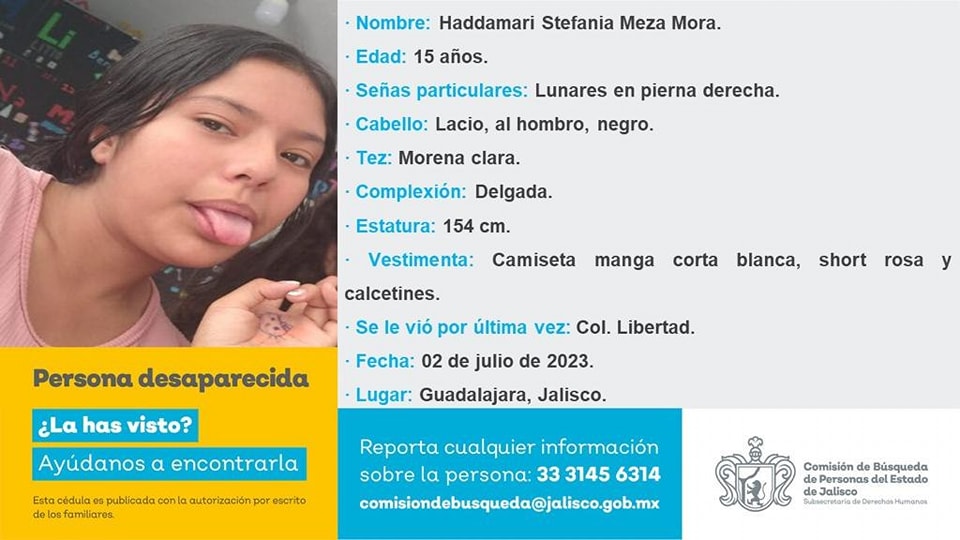 · Nombre: Haddamari Stefania Meza Mora.
· Edad: 15 años.
· Señas particulares: Lunares en pierna derecha.
· Cabello: Lacio, al hombro, negro.
· Tez: Morena clara.
· Complexión: Delgada.
· Estatura: 154 cm.
· Vestimenta: Camiseta manga corta blanca, short rosa y
calcetines.
· Se le vió por última vez: Col. Libertad.
· Fecha: 02 de julio de 2023.
· Lugar: Guadalajara, Jalisco.
Li
Persona desaparecida
¿La has visto?
Ayúdanos a encontrarla
Esta cédula es publicada con la autorización por escrito
de los familiares.
Reporta cualquier información
sobre la persona: 33 3145 6314
comisiondebusqueda@jalisco.gob.mx
Comisión de Búsqueda
de Personas del Estado
de Jalisco
Subsecretaría de Derechos Humanos